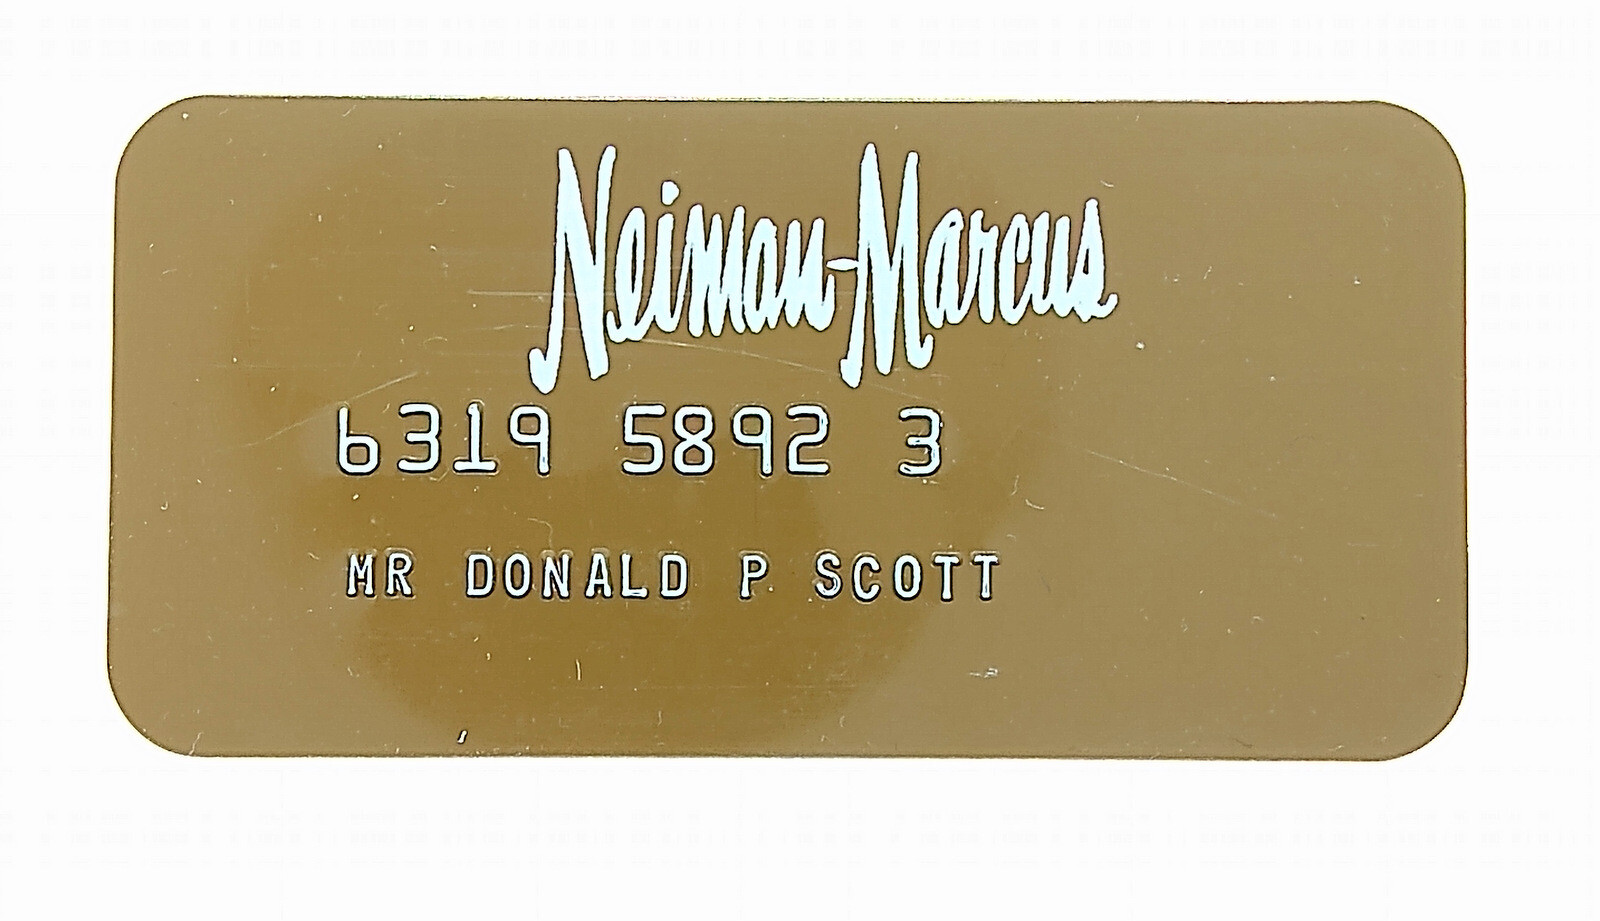 Neiman-Marcus
6319 5892 3
MR DONALD P SCOTT